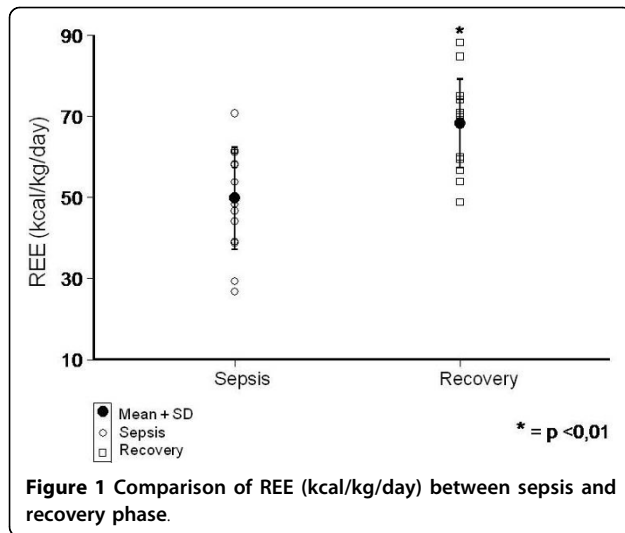 90
70
50
30
10
REE (kcal/kg/day)
*
Sepsis
Recovery
Mean + SD
Sepsis
Recovery
* = p <0,01
Figure 1 Comparison of REE (kcal/kg/day) between sepsis and
recovery phase.